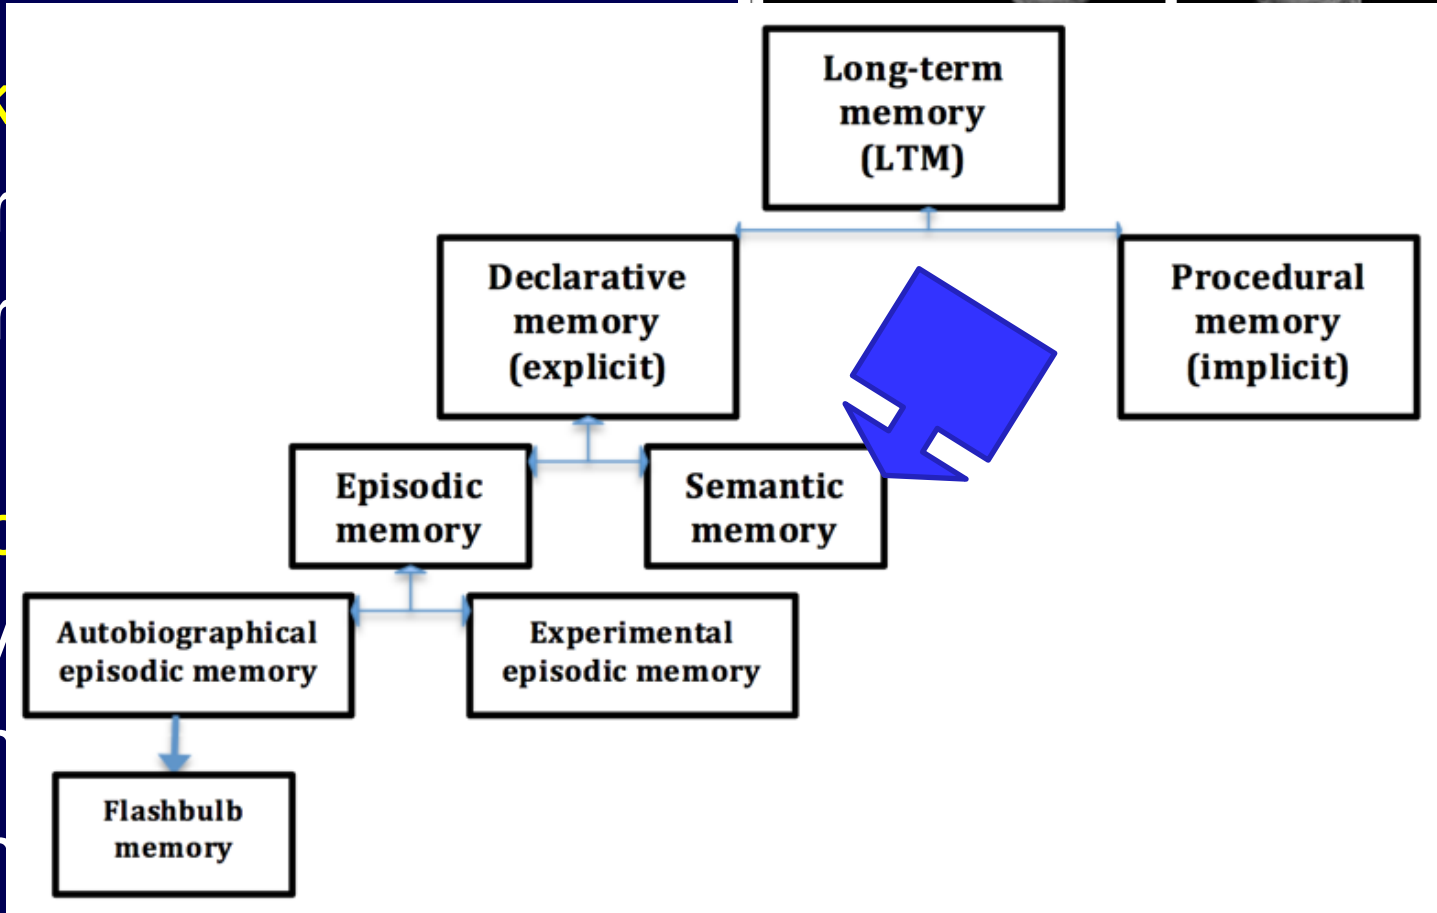 Long-term
memory
(LTM)
Declarative
memory
(explicit)
Procedural
memory
(implicit)
Episodic
memory
Semantic
memory
Autobiographical
episodic memory
Experimental
episodic memory
Flashbulb
memory